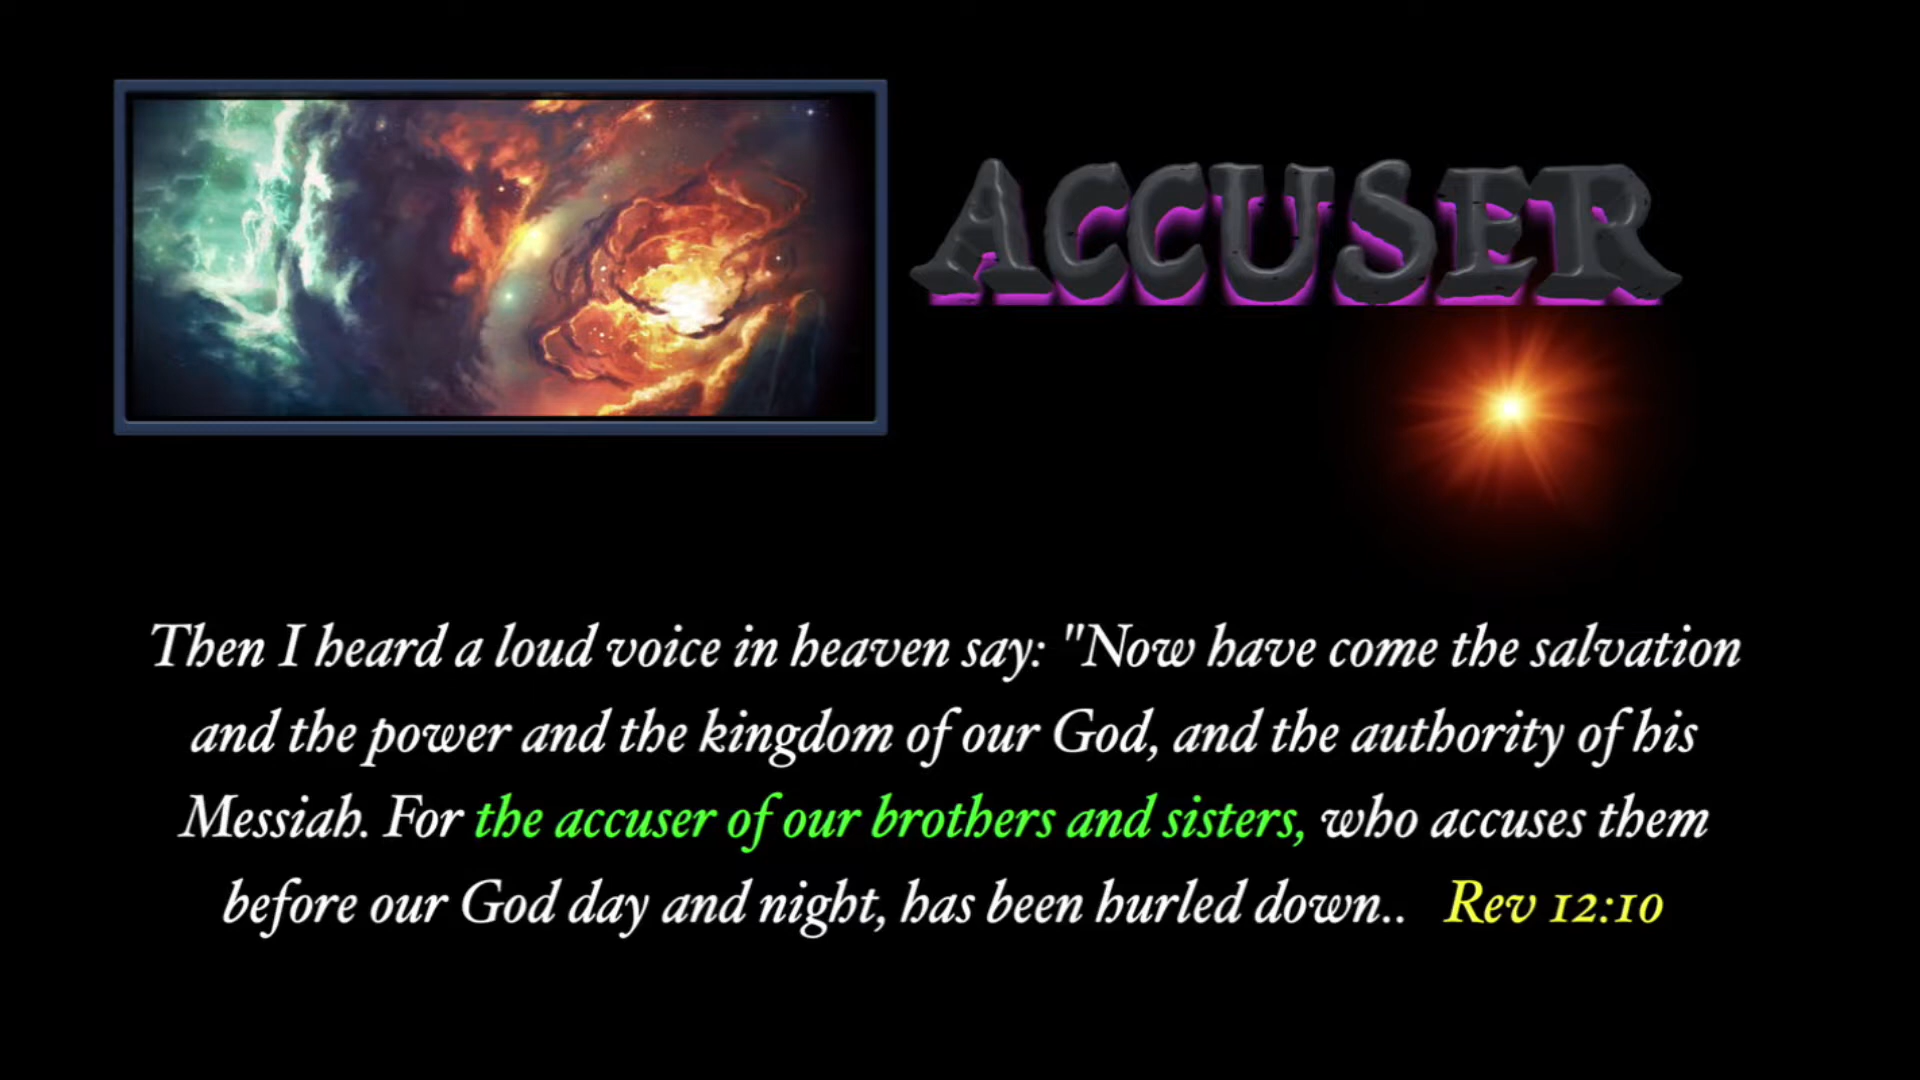 ACCUSER
Then I heard a loud voice in heaven say: "Now have come the salvation
and the power and the kingdom of our God, and the authority of his
Messiah. For the accuser of our brothers and sisters, who accuses them
before our God day and night, has been hurled down.. Rev 12:10